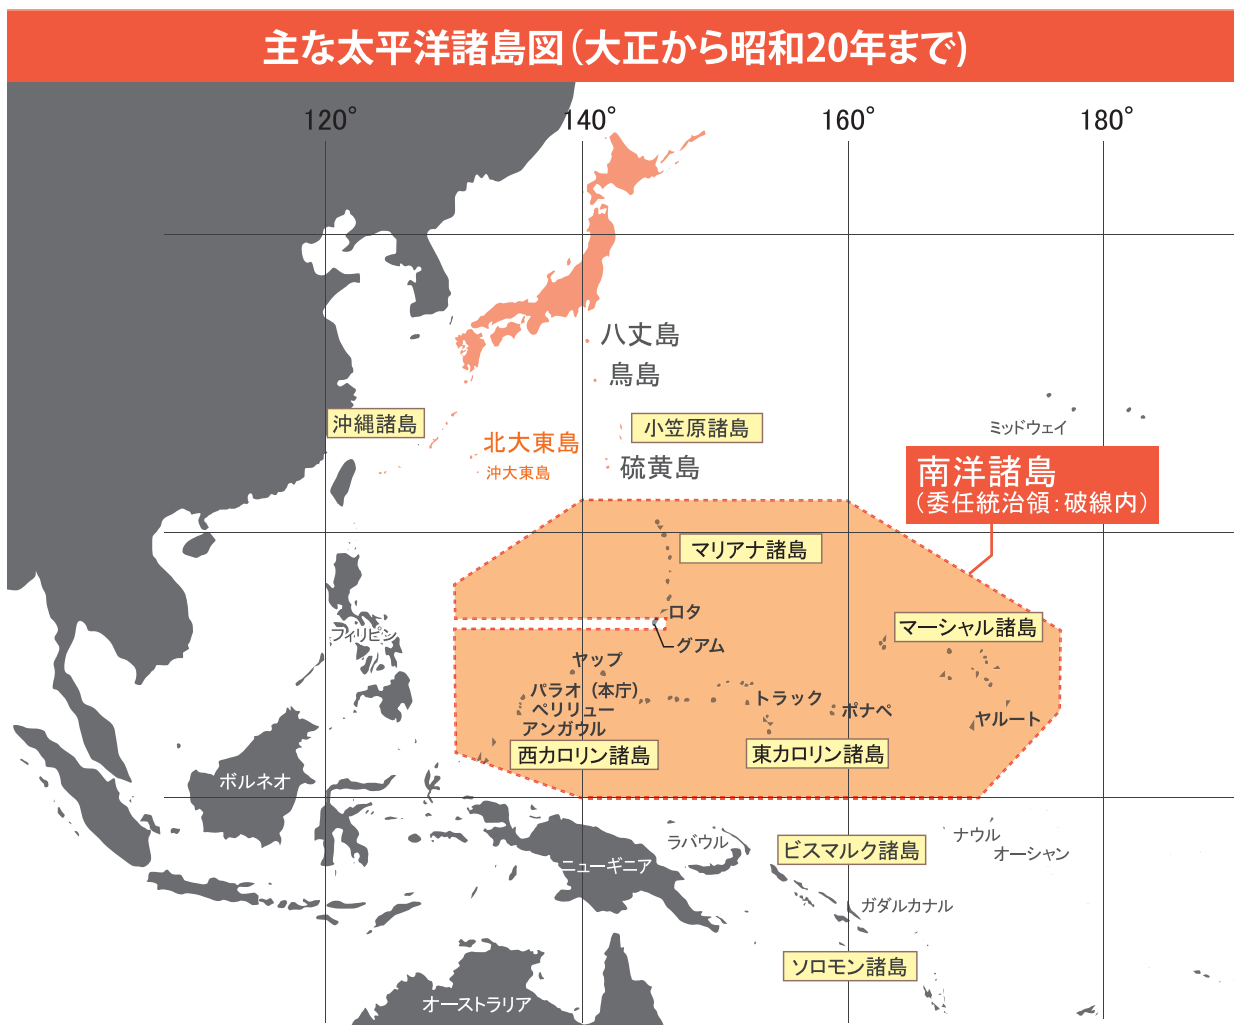 主な太平洋諸島図（大正から昭和20年まで)
120°
140°
160°
180°
八丈島
鳥島
沖縄諸島
小笠原諸島
ミッドウェイ
北大東島
沖大東島
硫黄島
南洋諸島
（委任統治領：破線内）
マリアナ諸島
ロタ
グアム
マーシャル諸島
フィリピン
ヤップ
パラオ（本庁）
ペリリュー
アンガウル
トラック
ポナペ
ヤルート
西カロリン諸島
東カロリン諸島
ボルネオ
ラバウル
ビスマルク諸島
ナウル
オーシャン
ニューギニア
ガダルカナル
ソロモン諸島
オーストラリア